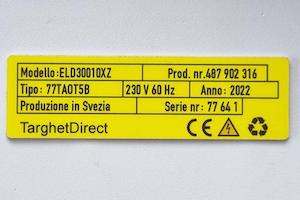 Modello: ELD30010XZ Prod. nr. 487 902 316
Tipo: 77TAOT5B 230 V 60 Hz Anno: 2022
Produzione in Svezia Serie nr: 77 64 1
TarghetDirect CE